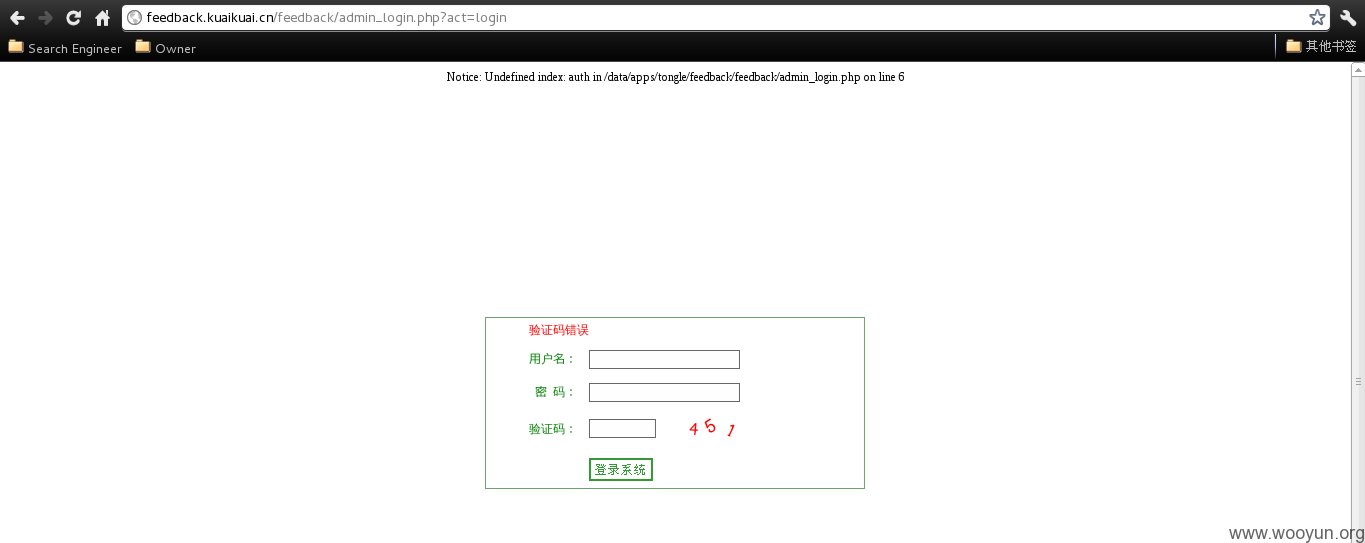 feedback.kuaikuai.cn/feedback/admin_login.php?act=login
Search Engineer Owner 其他书签
Notice: Undefined index: auth in /data/apps/tongle/feedback/feedback/admin_login.php on line 6
验证码错误
用户名：
密 码：
验证码： 4 5 1
登录系统
www.wooyun.org